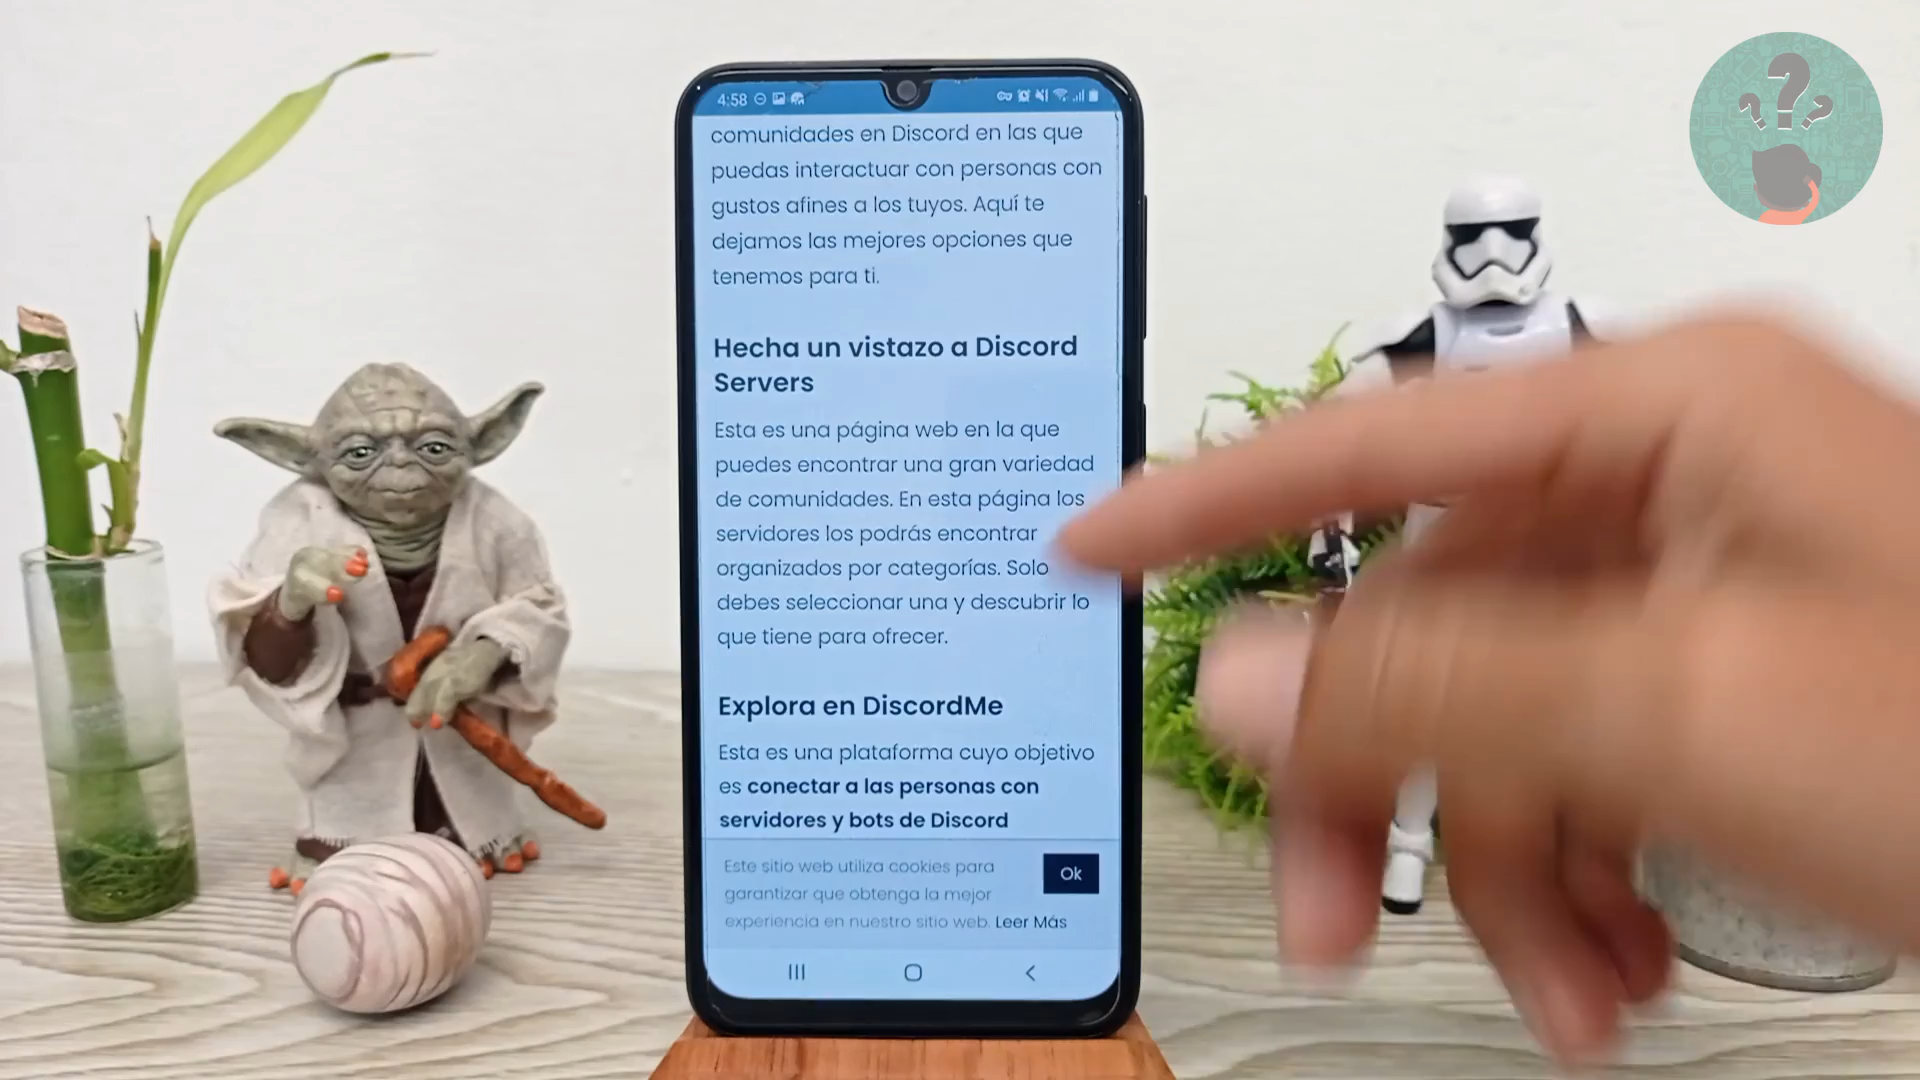 4:58
comunidades en Discord en las que
puedas interactuar con personas con
gustos afines a los tuyos. Aquí te
dejamos las mejores opciones que
tenemos para ti.
Hecha un vistazo a Discord
Servers
Esta es una página web en la que
puedes encontrar una gran variedad
de comunidades. En esta página los
servidores los podrás encontrar
organizados por categorías. Solo
debes seleccionar una y descubrir lo
que tiene para ofrecer.
Explora en DiscordMe
Esta es una plataforma cuyo objetivo
es conectar a las personas con
servidores y bots de Discord
Este sitio web utiliza cookies para
garantizar que obtenga la mejor
experiencia en nuestro sitio web. Leer Más
Ok